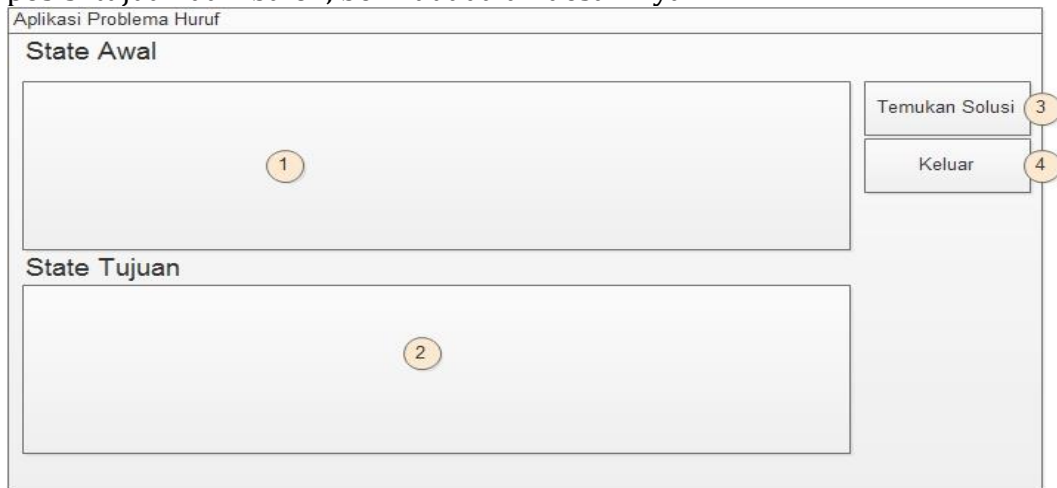 Aplikasi Problema Huruf
State Awal
Temukan Solusi 3
1
Keluar 4
State Tujuan
2